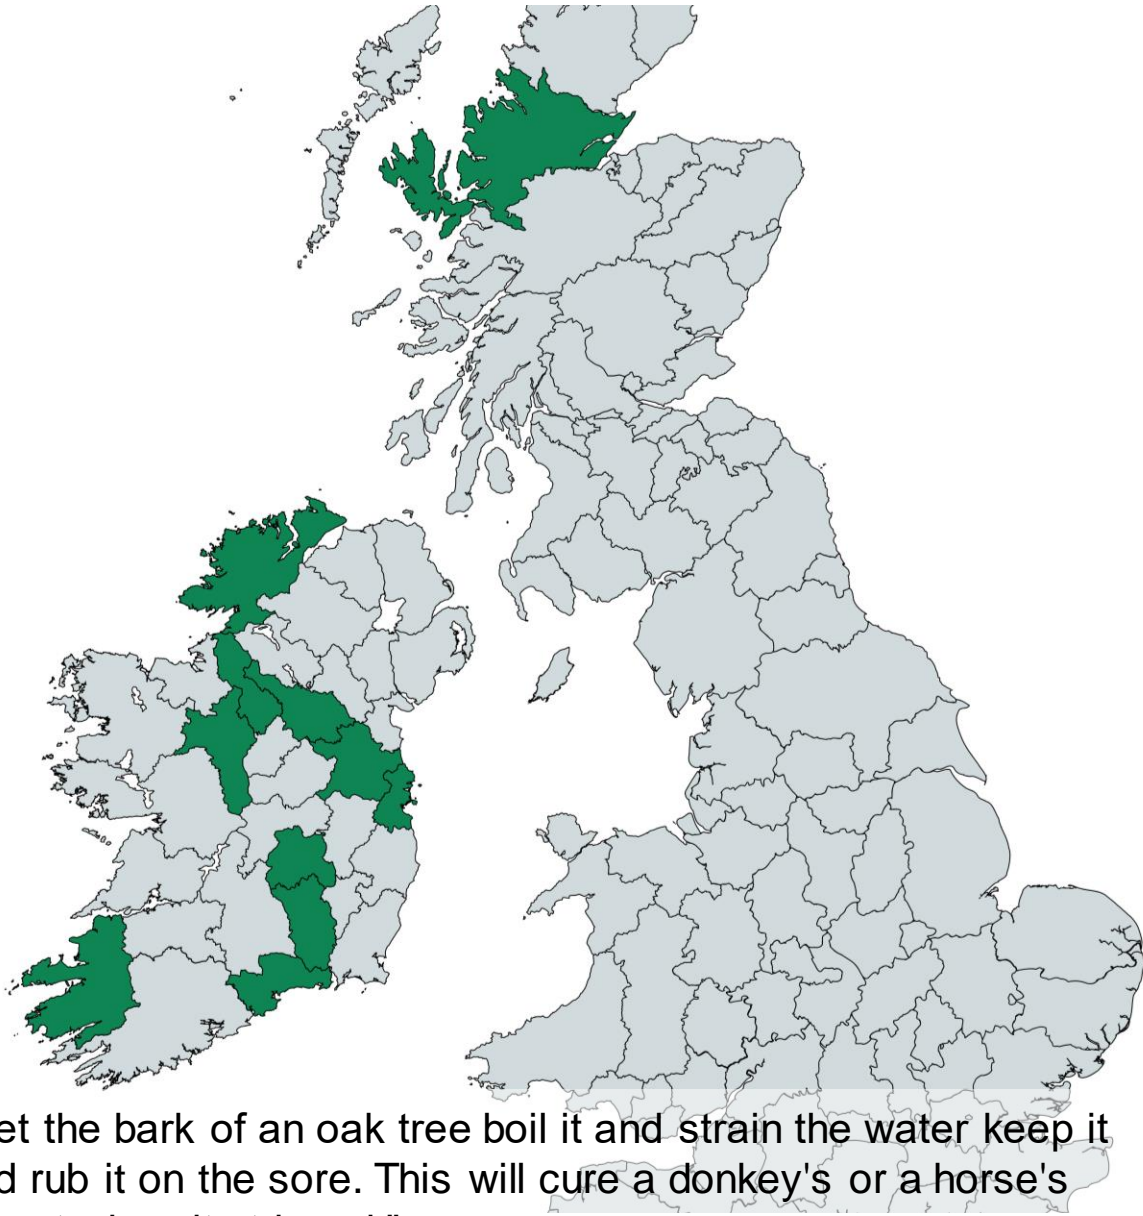 et the bark of an oak tree boil it and strain the water keep it
d rub it on the sore. This will cure a donkey's or a horse's